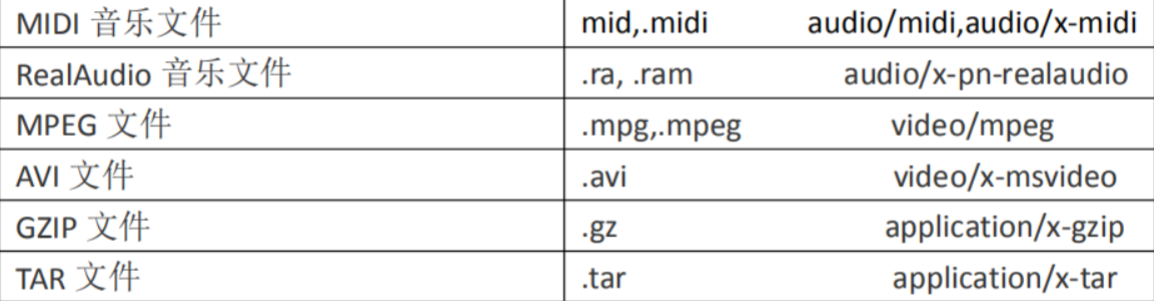 MIDI 音乐文件 mid,.midi audio/midi,audio/x-midi
RealAudio 音乐文件 .ra, .ram audio/x-pn-realaudio
MPEG 文件 .mpg,.mpeg video/mpeg
AVI 文件 .avi video/x-msvideo
GZIP 文件 .gz application/x-gzip
TAR 文件 .tar application/x-tar